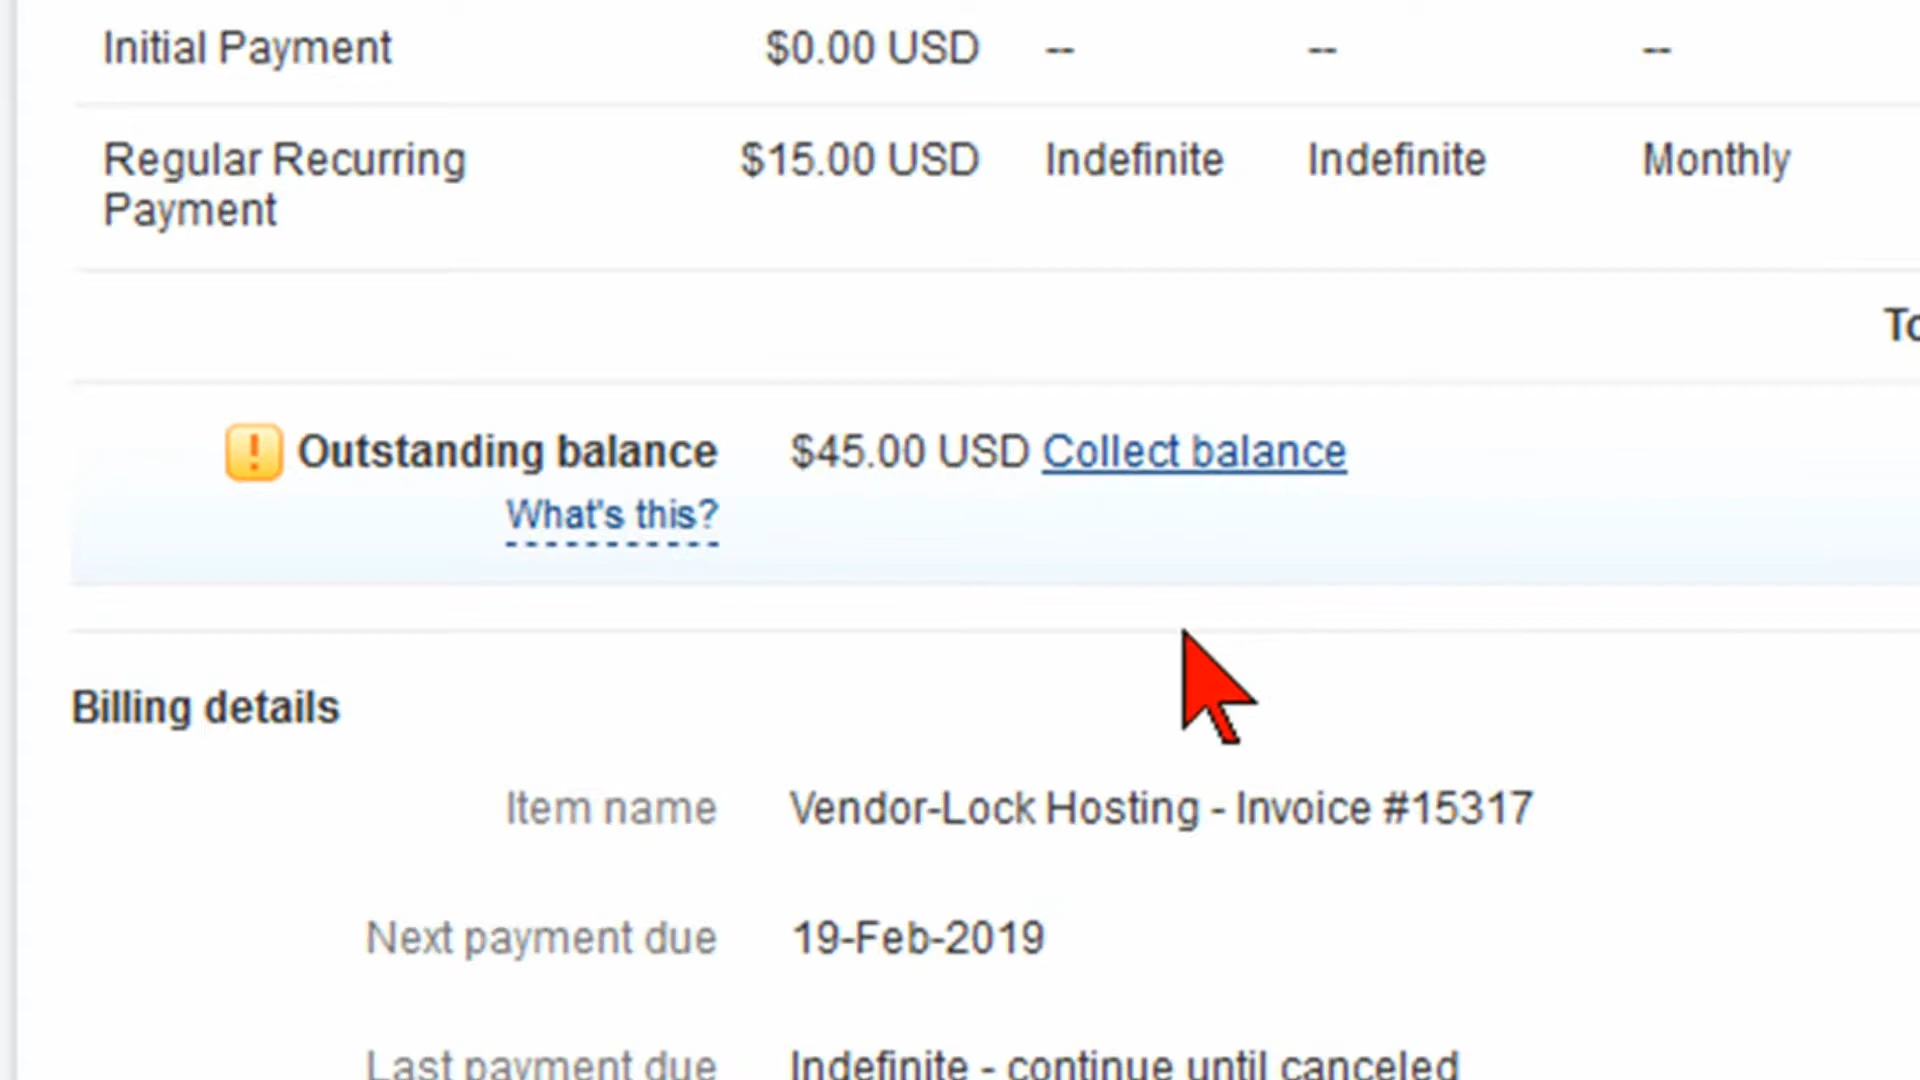 Initial Payment $0.00 USD -- -- --
Regular Recurring Payment $15.00 USD Indefinite Indefinite Monthly
Outstanding balance $45.00 USD Collect balance
What's this?
Billing details
Item name Vendor-Lock Hosting - Invoice #15317
Next payment due 19-Feb-2019
Last payment due Indefinite - continue until canceled